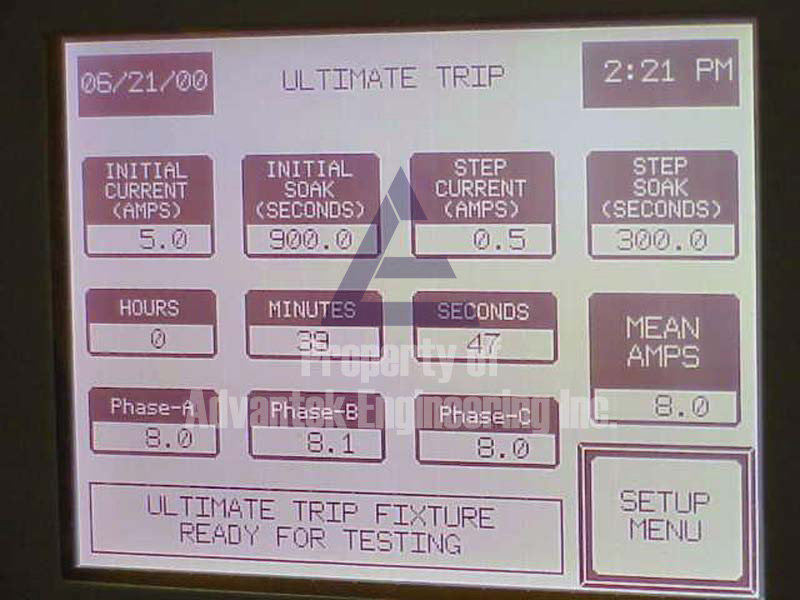 06/21/00
ULTIMATE TRIP
2:21 PM
INITIAL
CURRENT
(AMPS)
5.0
INITIAL
SOAK
(SECONDS)
900.0
STEP
CURRENT
(AMPS)
0.5
STEP
SOAK
(SECONDS)
300.0
HOURS
0
MINUTES
39
SECONDS
47
MEAN
AMPS
8.0
Phase-A
8.0
Phase-B
8.1
Phase-C
8.0
ULTIMATE TRIP FIXTURE
READY FOR TESTING
SETUP
MENU
Property of
Advantek Engineering Inc.